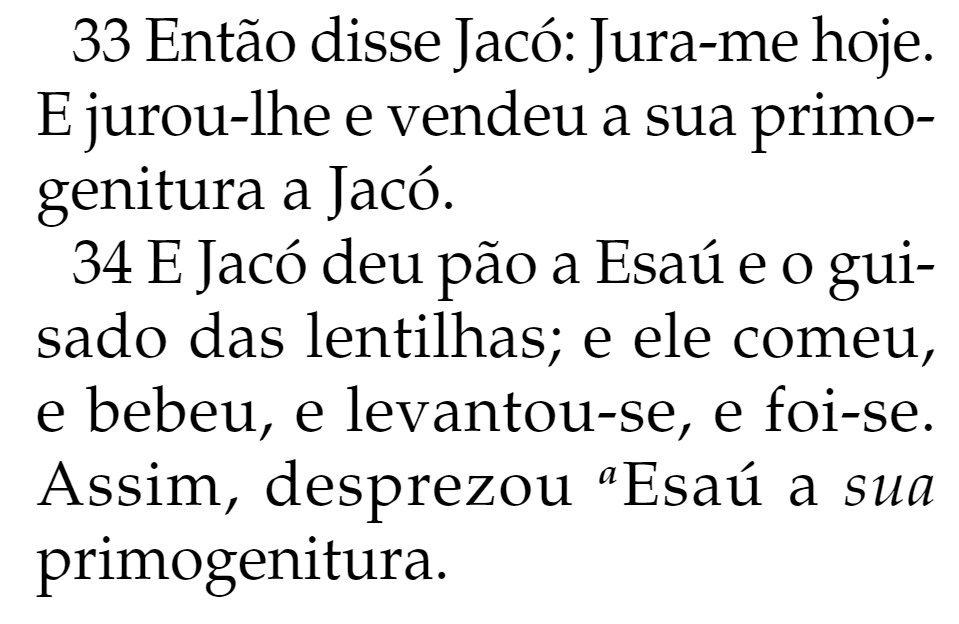 33 Então disse Jacó: Jura-me hoje.
E jurou-lhe e vendeu a sua primo-
genitura a Jacó.
34 E Jacó deu pão a Esaú e o gui-
sado das lentilhas; e ele comeu,
e bebeu, e levantou-se, e foi-se.
Assim, desprezou ᵃEsaú a sua
primogenitura.